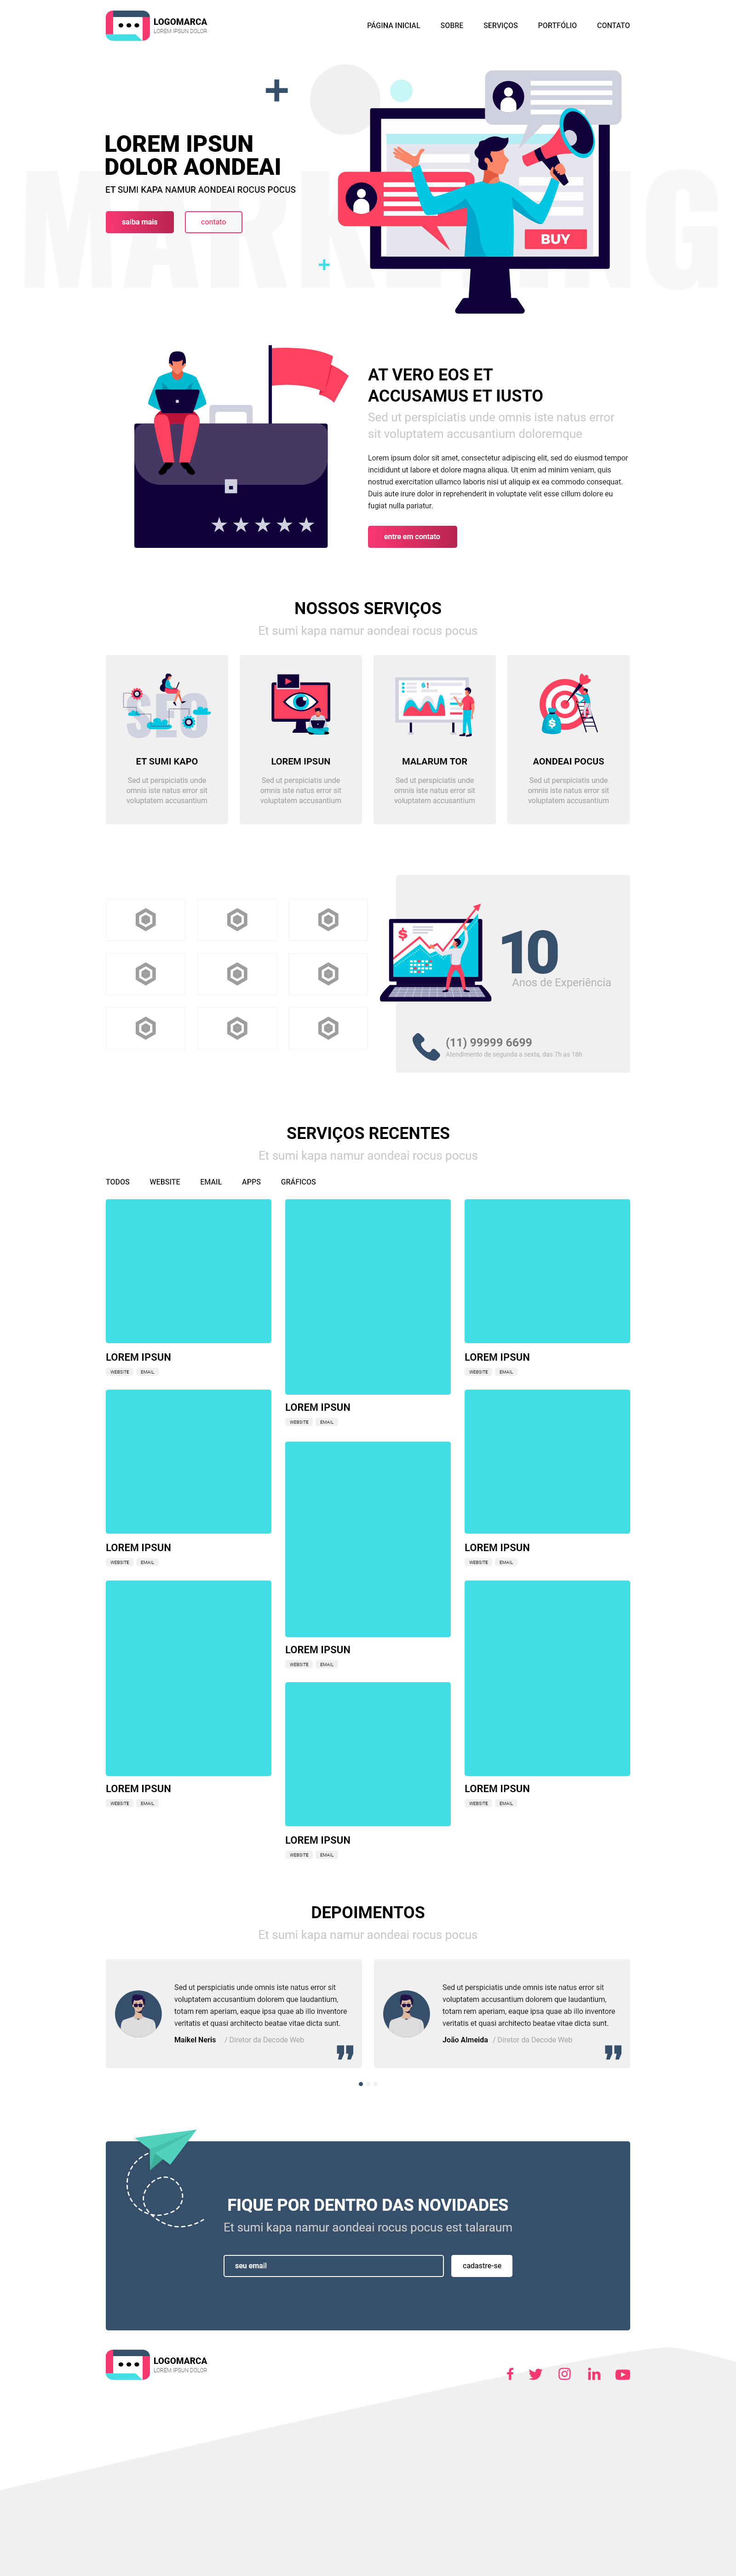 LOGOMARCA
LOREM IPSUN DOLOR
PÁGINA INICIAL
SOBRE
SERVIÇOS
PORTFÓLIO
CONTATO
MARKETING
LOREM IPSUN
DOLOR AONDEAI
ET SUMI KAPA NAMUR AONDEAI ROCUS POCUS
saiba mais
contato
BUY
AT VERO EOS ET
ACCUSAMUS ET IUSTO
Sed ut perspiciatis unde omnis iste natus error
sit voluptatem accusantium doloremque
Lorem ipsum dolor sit amet, consectetur adipiscing elit, sed do eiusmod tempor
incididunt ut labore et dolore magna aliqua. Ut enim ad minim veniam, quis
nostrud exercitation ullamco laboris nisi ut aliquip ex ea commodo consequat.
Duis aute irure dolor in reprehenderit in voluptate velit esse cillum dolore eu
fugiat nulla pariatur.
entre em contato
NOSSOS SERVIÇOS
Et sumi kapa namur aondeai rocus pocus
SEO
ET SUMI KAPO
Sed ut perspiciatis unde
omnis iste natus error sit
voluptatem accusantium
LOREM IPSUN
Sed ut perspiciatis unde
omnis iste natus error sit
voluptatem accusantium
MALARUM TOR
Sed ut perspiciatis unde
omnis iste natus error sit
voluptatem accusantium
$
AONDEAI POCUS
Sed ut perspiciatis unde
omnis iste natus error sit
voluptatem accusantium
$
10
Anos de Experiência
(11) 99999 6699
Atendimento de segunda a sexta, das 7h as 18h
SERVIÇOS RECENTES
Et sumi kapa namur aondeai rocus pocus
TODOS
WEBSITE
EMAIL
APPS
GRÁFICOS
LOREM IPSUN
WEBSITE
EMAIL
LOREM IPSUN
WEBSITE
EMAIL
LOREM IPSUN
WEBSITE
EMAIL
LOREM IPSUN
WEBSITE
EMAIL
LOREM IPSUN
WEBSITE
EMAIL
LOREM IPSUN
WEBSITE
EMAIL
LOREM IPSUN
WEBSITE
EMAIL
LOREM IPSUN
WEBSITE
EMAIL
LOREM IPSUN
WEBSITE
EMAIL
DEPOIMENTOS
Et sumi kapa namur aondeai rocus pocus
Sed ut perspiciatis unde omnis iste natus error sit
voluptatem accusantium dolorem que laudantium,
totam rem aperiam, eaque ipsa quae ab illo inventore
veritatis et quasi architecto beatae vitae dicta sunt.
Maikel Neris / Diretor da Decode Web
Sed ut perspiciatis unde omnis iste natus error sit
voluptatem accusantium dolorem que laudantium,
totam rem aperiam, eaque ipsa quae ab illo inventore
veritatis et quasi architecto beatae vitae dicta sunt.
João Almeida / Diretor da Decode Web
FIQUE POR DENTRO DAS NOVIDADES
Et sumi kapa namur aondeai rocus pocus est talaraum
seu email
cadastre-se
LOGOMARCA
LOREM IPSUN DOLOR